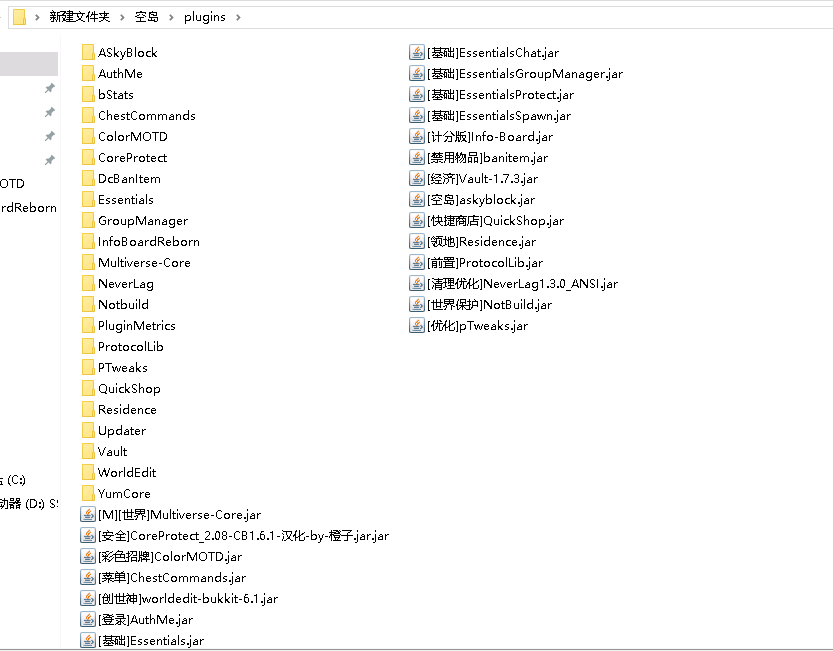 新建文件夹 > 空岛 > plugins >
OTD
rdReborn
(C:)
动器 (D:) S
ASkyBlock
AuthMe
bStats
ChestCommands
ColorMOTD
CoreProtect
DcBanItem
Essentials
GroupManager
InfoBoardReborn
Multiverse-Core
NeverLag
Notbuild
PluginMetrics
ProtocolLib
PTweaks
QuickShop
Residence
Updater
Vault
WorldEdit
YumCore
[M][世界]Multiverse-Core.jar
[安全]CoreProtect_2.08-CB1.6.1-汉化-by-橙子.jar.jar
[彩色招牌]ColorMOTD.jar
[菜单]ChestCommands.jar
[创世神]worldedit-bukkit-6.1.jar
[登录]AuthMe.jar
[基础]Essentials.jar
[基础]EssentialsChat.jar
[基础]EssentialsGroupManager.jar
[基础]EssentialsProtect.jar
[基础]EssentialsSpawn.jar
[计分版]Info-Board.jar
[禁用物品]banitem.jar
[经济]Vault-1.7.3.jar
[空岛]askyblock.jar
[快捷商店]QuickShop.jar
[领地]Residence.jar
[前置]ProtocolLib.jar
[清理优化]NeverLag1.3.0_ANSI.jar
[世界保护]NotBuild.jar
[优化]pTweaks.jar